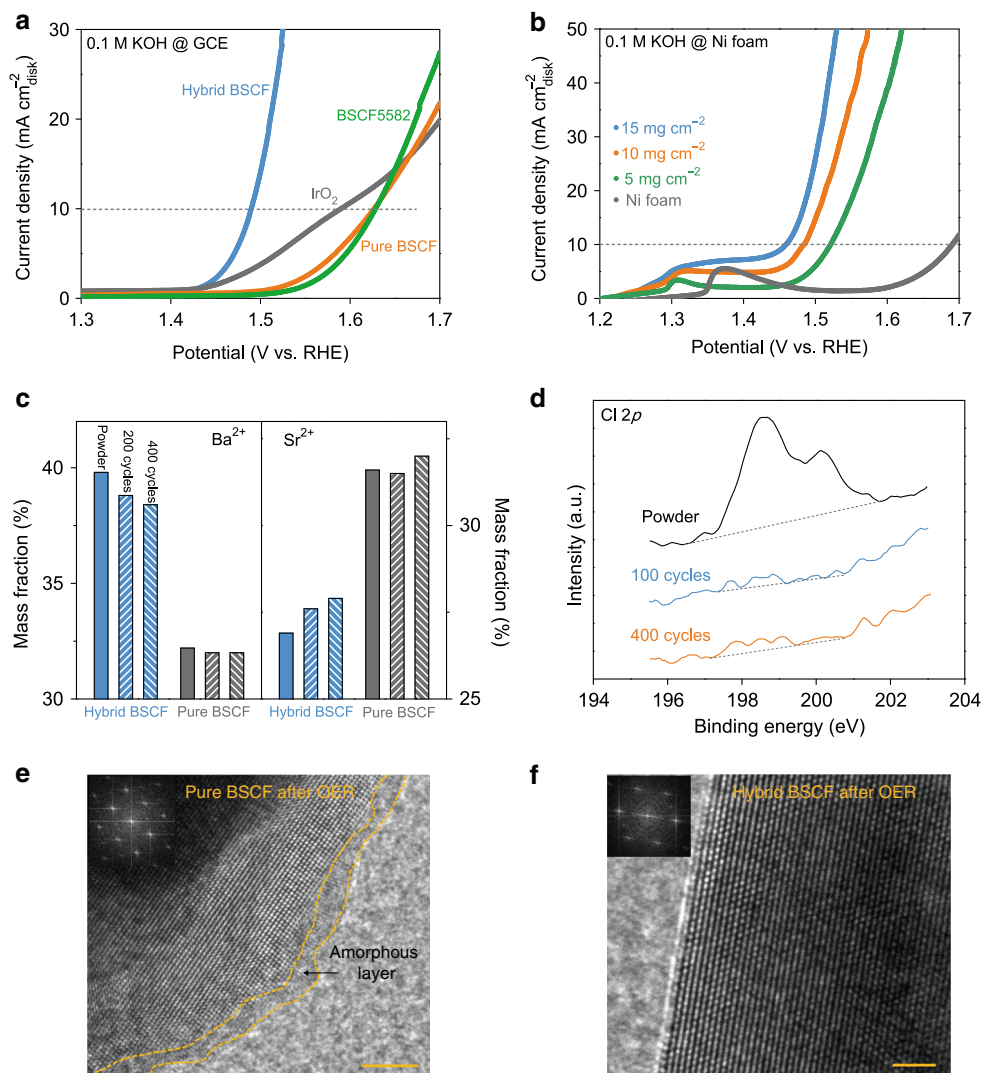 a
30
20
10
0
1.3
1.4
1.5
1.6
1.7
Current density (mA cm⁻²disk)
Potential (V vs. RHE)
0.1 M KOH @ GCE
Hybrid BSCF
BSCF5582
IrO₂
Pure BSCF
b
50
40
30
20
10
0
1.2
1.3
1.4
1.5
1.6
1.7
Current density (mA cm⁻²disk)
Potential (V vs. RHE)
0.1 M KOH @ Ni foam
15 mg cm⁻²
10 mg cm⁻²
5 mg cm⁻²
Ni foam
c
40
35
30
Mass fraction (%)
Powder
200 cycles
400 cycles
Ba²⁺
Sr²⁺
30
25
Mass fraction (%)
Hybrid BSCF
Pure BSCF
Hybrid BSCF
Pure BSCF
d
Cl 2p
Powder
100 cycles
400 cycles
Intensity (a.u.)
194
196
198
200
202
204
Binding energy (eV)
e
Pure BSCF after OER
Amorphous
layer
f
Hybrid BSCF after OER